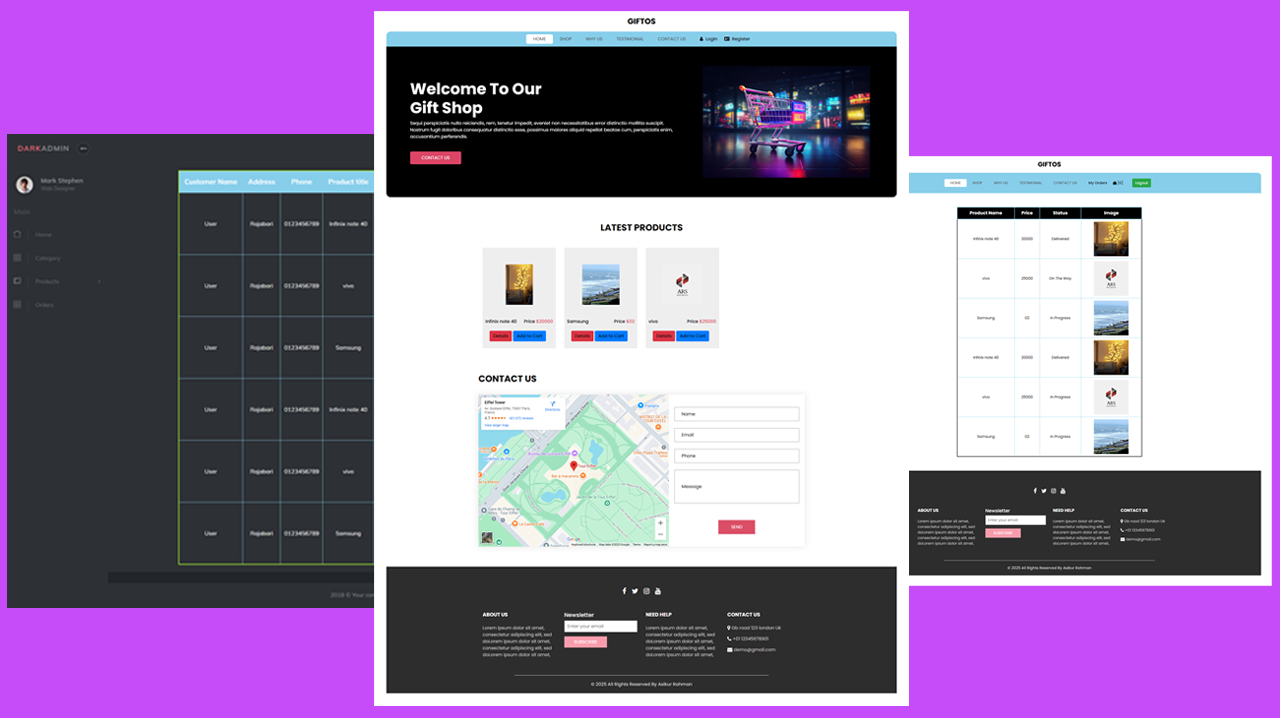 DARKADMIN
Mark Stephen
Web Designer
Main
Home
Category
Products
Orders
Customer Name Address Phone Product title
User Rajabari 0123456789 Infinix note 40
User Rajabari 0123456789 vivo
User Rajabari 0123456789 Samsung
User Rajabari 0123456789 Infinix note 40
User Rajabari 0123456789 vivo
User Rajabari 0123456789 Samsung
2018 © Your
GIFTOS
HOME SHOP WHY US TESTIMONIAL CONTACT US Login Register
Welcome To Our
Gift Shop
Sequi perspiciatis nulla reiciendis, rem, tenetur impedit, eveniet non necessitatibus error distinctio mollitia suscipit.
Nostrum fugit doloribus consequatur distinctio esse, possimus maiores aliquid repellat beatae cum, perspiciatis enim,
accusantium perferendis.
CONTACT US
LATEST PRODUCTS
ARS
Infinix note 40 Price $20000
Samsung Price $02
vivo Price $25000
Details Add to Cart
Details Add to Cart
Details Add to Cart
CONTACT US
Eiffel Tower
Directions
View larger map
Tour Eiffel
Google
Name
Email
Phone
Message
SEND
ABOUT US
Lorem ipsum dolor sit amet,
consectetur adipiscing elit, sed
doLorem ipsum dolor sit amet,
consectetur adipiscing elit, sed
doLorem ipsum dolor sit amet,
Newsletter
Enter your email
SUBSCRIBE
NEED HELP
Lorem ipsum dolor sit amet,
consectetur adipiscing elit, sed
doLorem ipsum dolor sit amet,
consectetur adipiscing elit, sed
doLorem ipsum dolor sit amet,
CONTACT US
Gb road 123 london Uk
+01 12345678901
demo@gmail.com
© 2025 All Rights Reserved By Asikur Rahman
GIFTOS
HOME SHOP WHY US TESTIMONIAL CONTACT US My Orders Logout
Product Name Price Status Image
Infinix note 40 20000 Delivered
vivo 25000 On The Way ARS
Samsung 02 In Progress
Infinix note 40 20000 Delivered
vivo 25000 In Progress ARS
Samsung 02 In Progress
ABOUT US
Lorem ipsum dolor sit amet,
consectetur adipiscing elit, sed
doLorem ipsum dolor sit amet,
consectetur adipiscing elit, sed
doLorem ipsum dolor sit amet,
Newsletter
Enter your email
SUBSCRIBE
NEED HELP
Lorem ipsum dolor sit amet,
consectetur adipiscing elit, sed
doLorem ipsum dolor sit amet,
consectetur adipiscing elit, sed
doLorem ipsum dolor sit amet,
CONTACT US
Gb road 123 london Uk
+01 12345678901
demo@gmail.com
© 2025 All Rights Reserved By Asikur Rahman